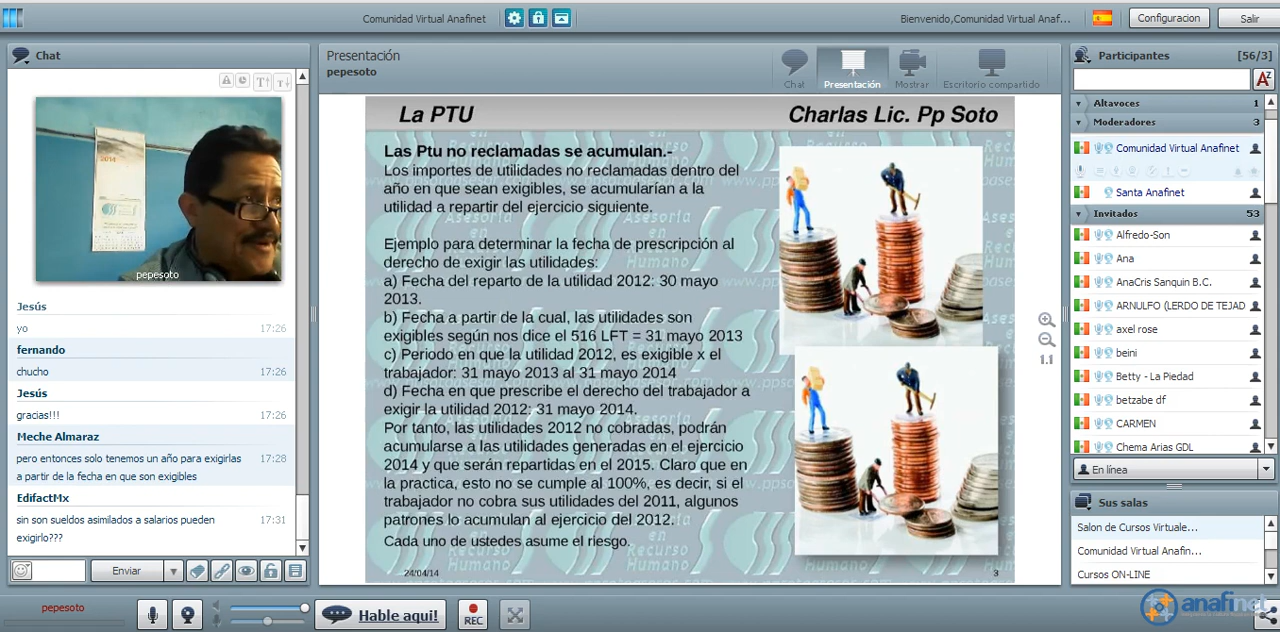 Comunidad Virtual Anafinet
Bienvenido,Comunidad Virtual Anaf...
Configuracion
Salir
Chat
2014
pepesoto
Jesús
yo 17:26
fernando
chucho 17:26
Jesús
gracias!!! 17:26
Meche Almaraz
pero entonces solo tenemos un año para exigirlas 17:28
a partir de la fecha en que son exigibles
EdifactMx
sin son sueldos asimilados a salarios pueden 17:31
exigirlo???
Enviar
Presentación
pepesoto
Chat
Presentación
Mostrar
Escritorio compartido
La PTU
Charlas Lic. Pp Soto
Las Ptu no reclamadas se acumulan.-
Los importes de utilidades no reclamadas dentro del
año en que sean exigibles, se acumularían a la
utilidad a repartir del ejercicio siguiente.
Ejemplo para determinar la fecha de prescripción al
derecho de exigir las utilidades:
a) Fecha del reparto de la utilidad 2012: 30 mayo
2013.
b) Fecha a partir de la cual, las utilidades son
exigibles según nos dice el 516 LFT = 31 mayo 2013
c) Periodo en que la utilidad 2012, es exigible x el
trabajador: 31 mayo 2013 al 31 mayo 2014
d) Fecha en que prescribe el derecho del trabajador a
exigir la utilidad 2012: 31 mayo 2014.
Por tanto, las utilidades 2012 no cobradas, podrán
acumularse a las utilidades generadas en el ejercicio
2014 y que serán repartidas en el 2015. Claro que en
la practica, esto no se cumple al 100%, es decir, si el
trabajador no cobra sus utilidades del 2011, algunos
patrones lo acumulan al ejercicio del 2012.
Cada uno de ustedes asume el riesgo.
24/04/14
3
1.1
Participantes [56/3]
Altavoces 1
Moderadores 3
Comunidad Virtual Anafinet
Santa Anafinet
Invitados 53
Alfredo-Son
Ana
AnaCris Sanquin B.C.
ARNULFO (LERDO DE TEJAD
axel rose
beini
Betty - La Piedad
betzabe df
CARMEN
Chema Arias GDL
En línea
Sus salas
Salon de Cursos Virtuale...
Comunidad Virtual Anafin...
Cursos ON-LINE
pepesoto
Hable aqui!
REC
anafinet